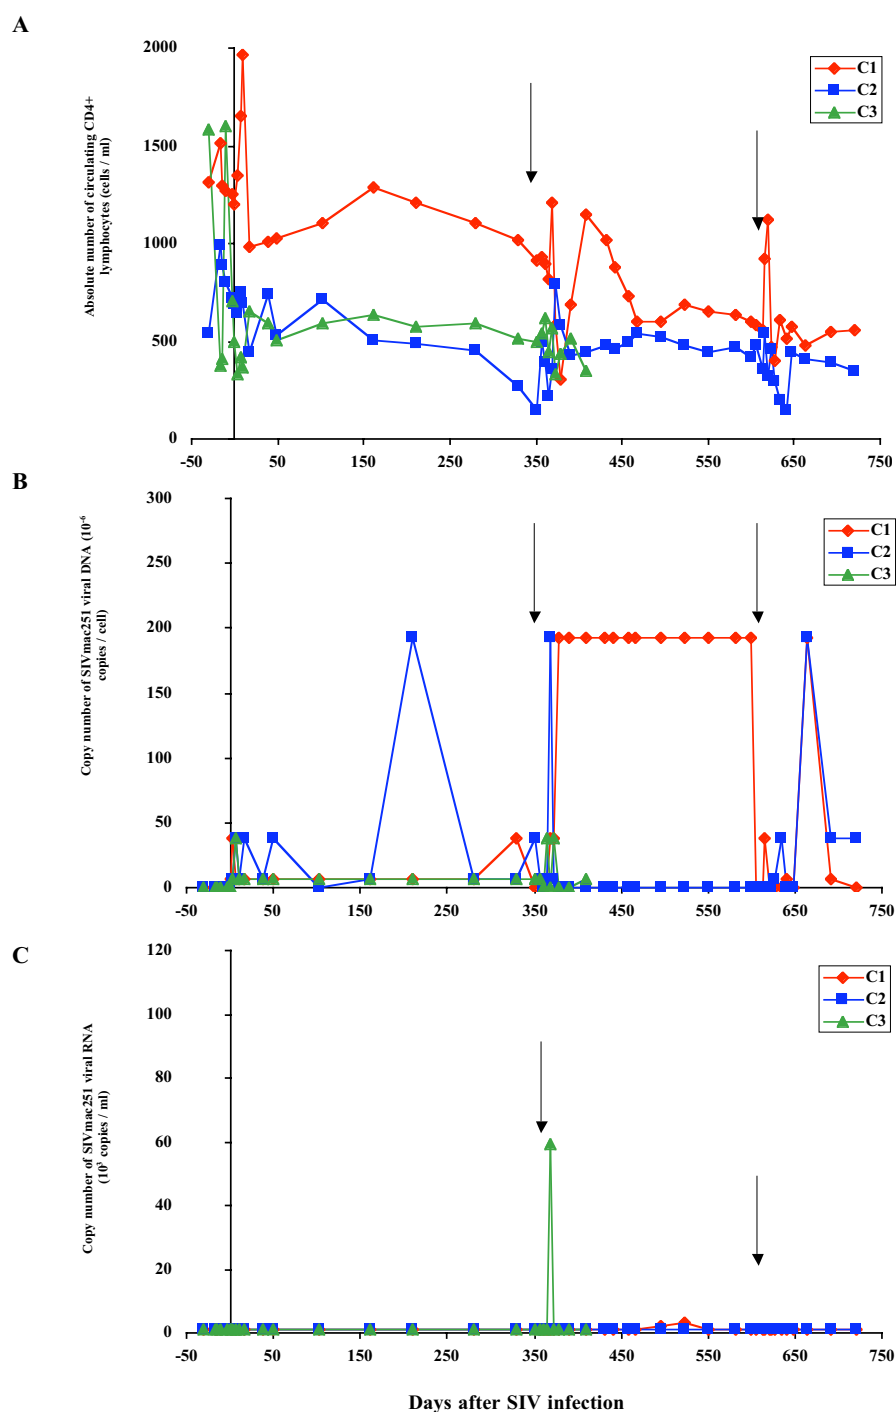 A
Absolute number of circulating CD4+
lymphocytes (cells / ml)
2000
1500
1000
500
0
-50
50
150
250
350
450
550
650
750
C1
C2
C3
B
Copy number of SIVmac251 viral DNA (10⁻⁶
copies / cell)
300
250
200
150
100
50
0
-50
50
150
250
350
450
550
650
750
C1
C2
C3
C
Copy number of SIVmac251 viral RNA
(10³ copies / ml)
120
100
80
60
40
20
0
-50
50
150
250
350
450
550
650
750
C1
C2
C3
Days after SIV infection